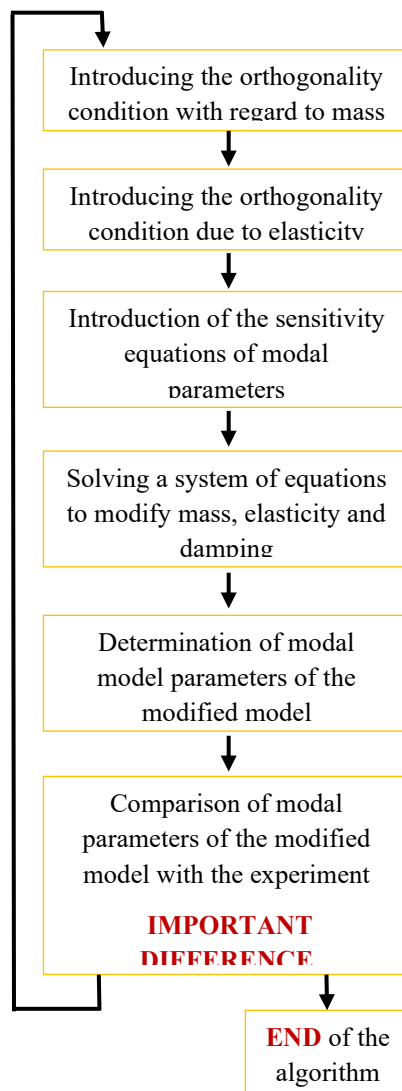 Introducing the orthogonality
condition with regard to mass
Introducing the orthogonality
condition due to elasticity
Introduction of the sensitivity
equations of modal
parameters
Solving a system of equations
to modify mass, elasticity and
damping
Determination of modal
model parameters of the
modified model
Comparison of modal
parameters of the modified
model with the experiment
IMPORTANT
DIFFERENCE
END of the
algorithm